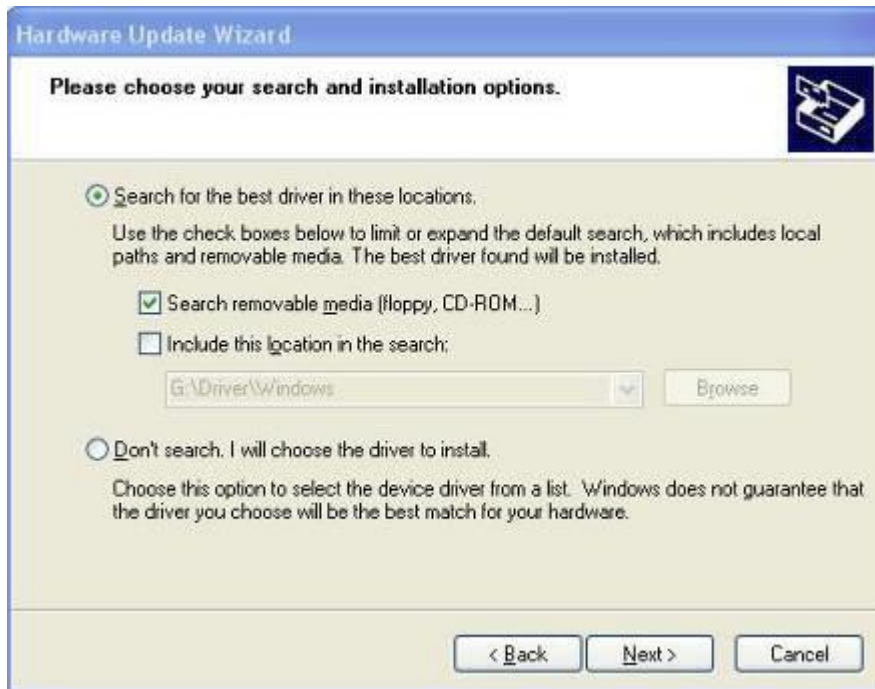 Hardware Update Wizard
Please choose your search and installation options.
Search for the best driver in these locations.
Use the check boxes below to limit or expand the default search, which includes local
paths and removable media. The best driver found will be installed.
Search removable media (floppy, CD-ROM...)
Include this location in the search:
G:\Driver\Windows
Browse
Don't search. I will choose the driver to install.
Choose this option to select the device driver from a list. Windows does not guarantee that
the driver you choose will be the best match for your hardware.
< Back Next > Cancel